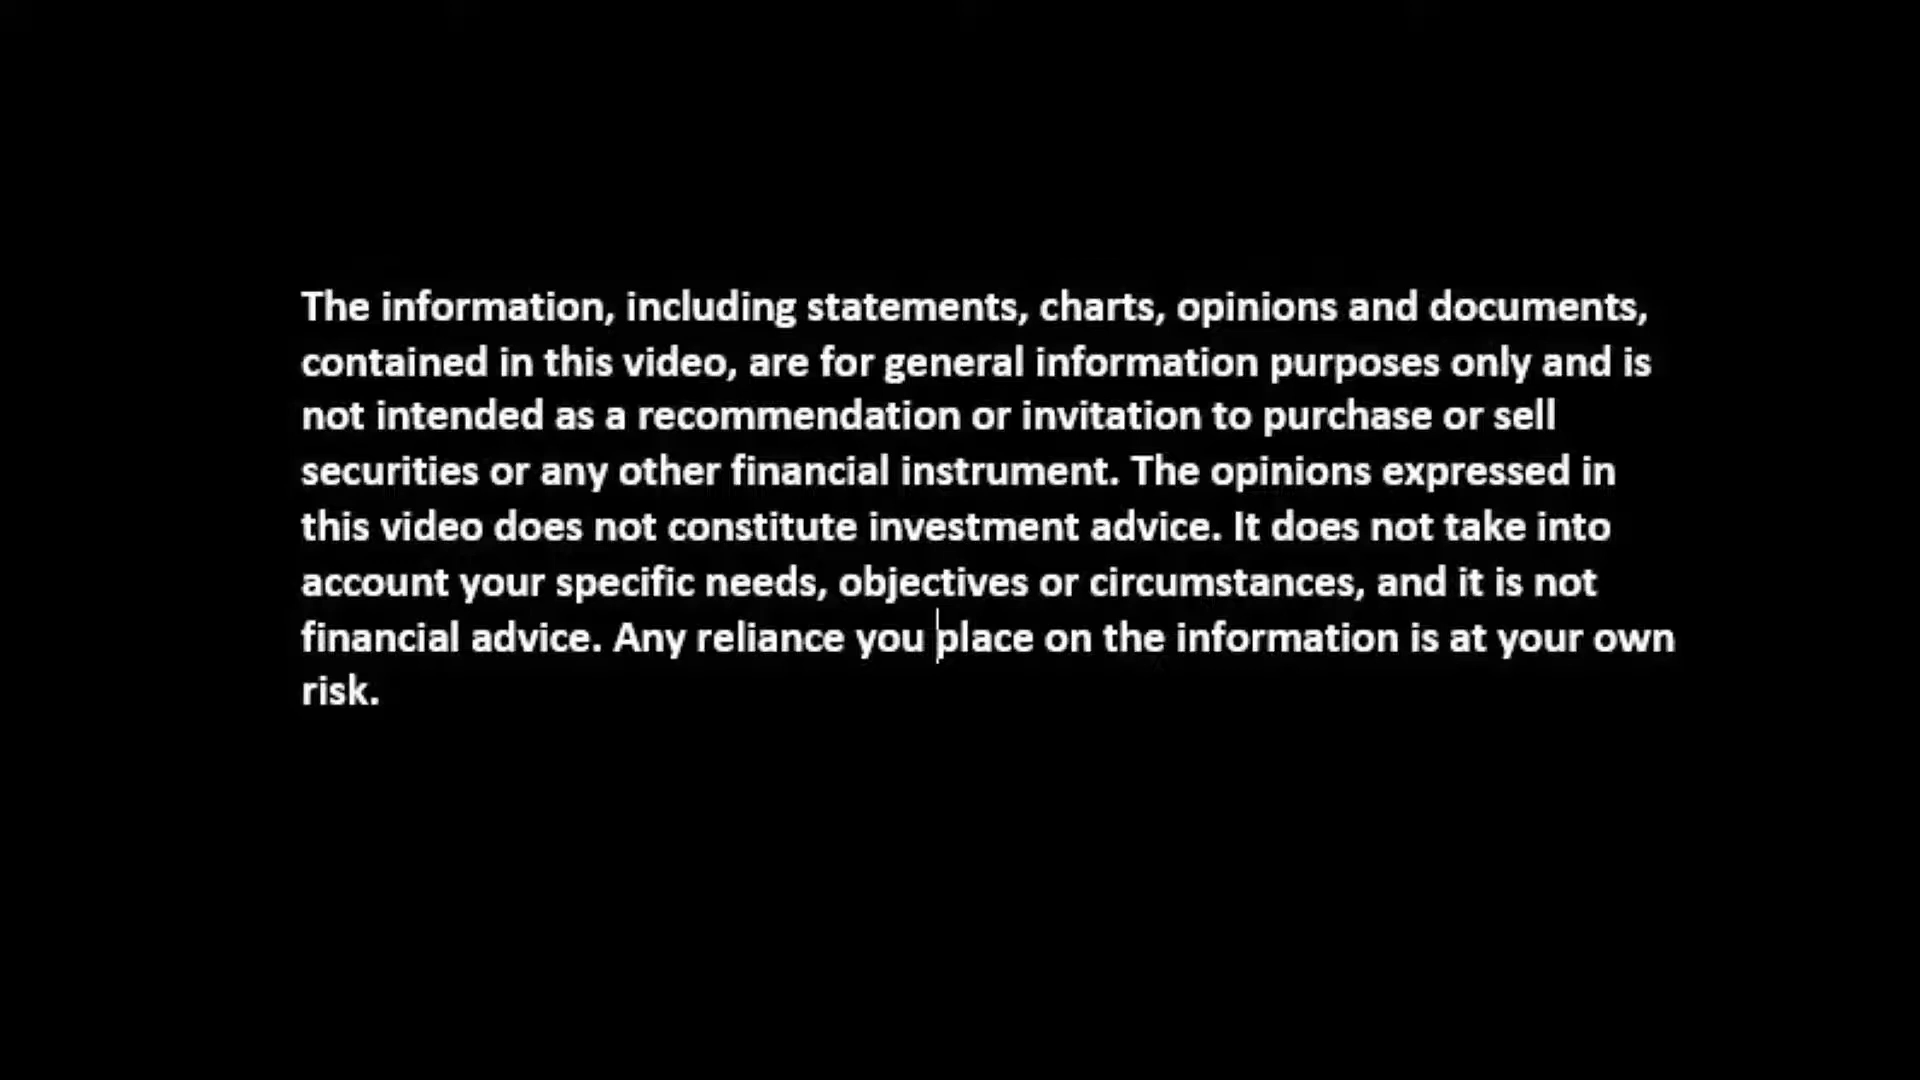 The information, including statements, charts, opinions and documents,
contained in this video, are for general information purposes only and is
not intended as a recommendation or invitation to purchase or sell
securities or any other financial instrument. The opinions expressed in
this video does not constitute investment advice. It does not take into
account your specific needs, objectives or circumstances, and it is not
financial advice. Any reliance you place on the information is at your own
risk.